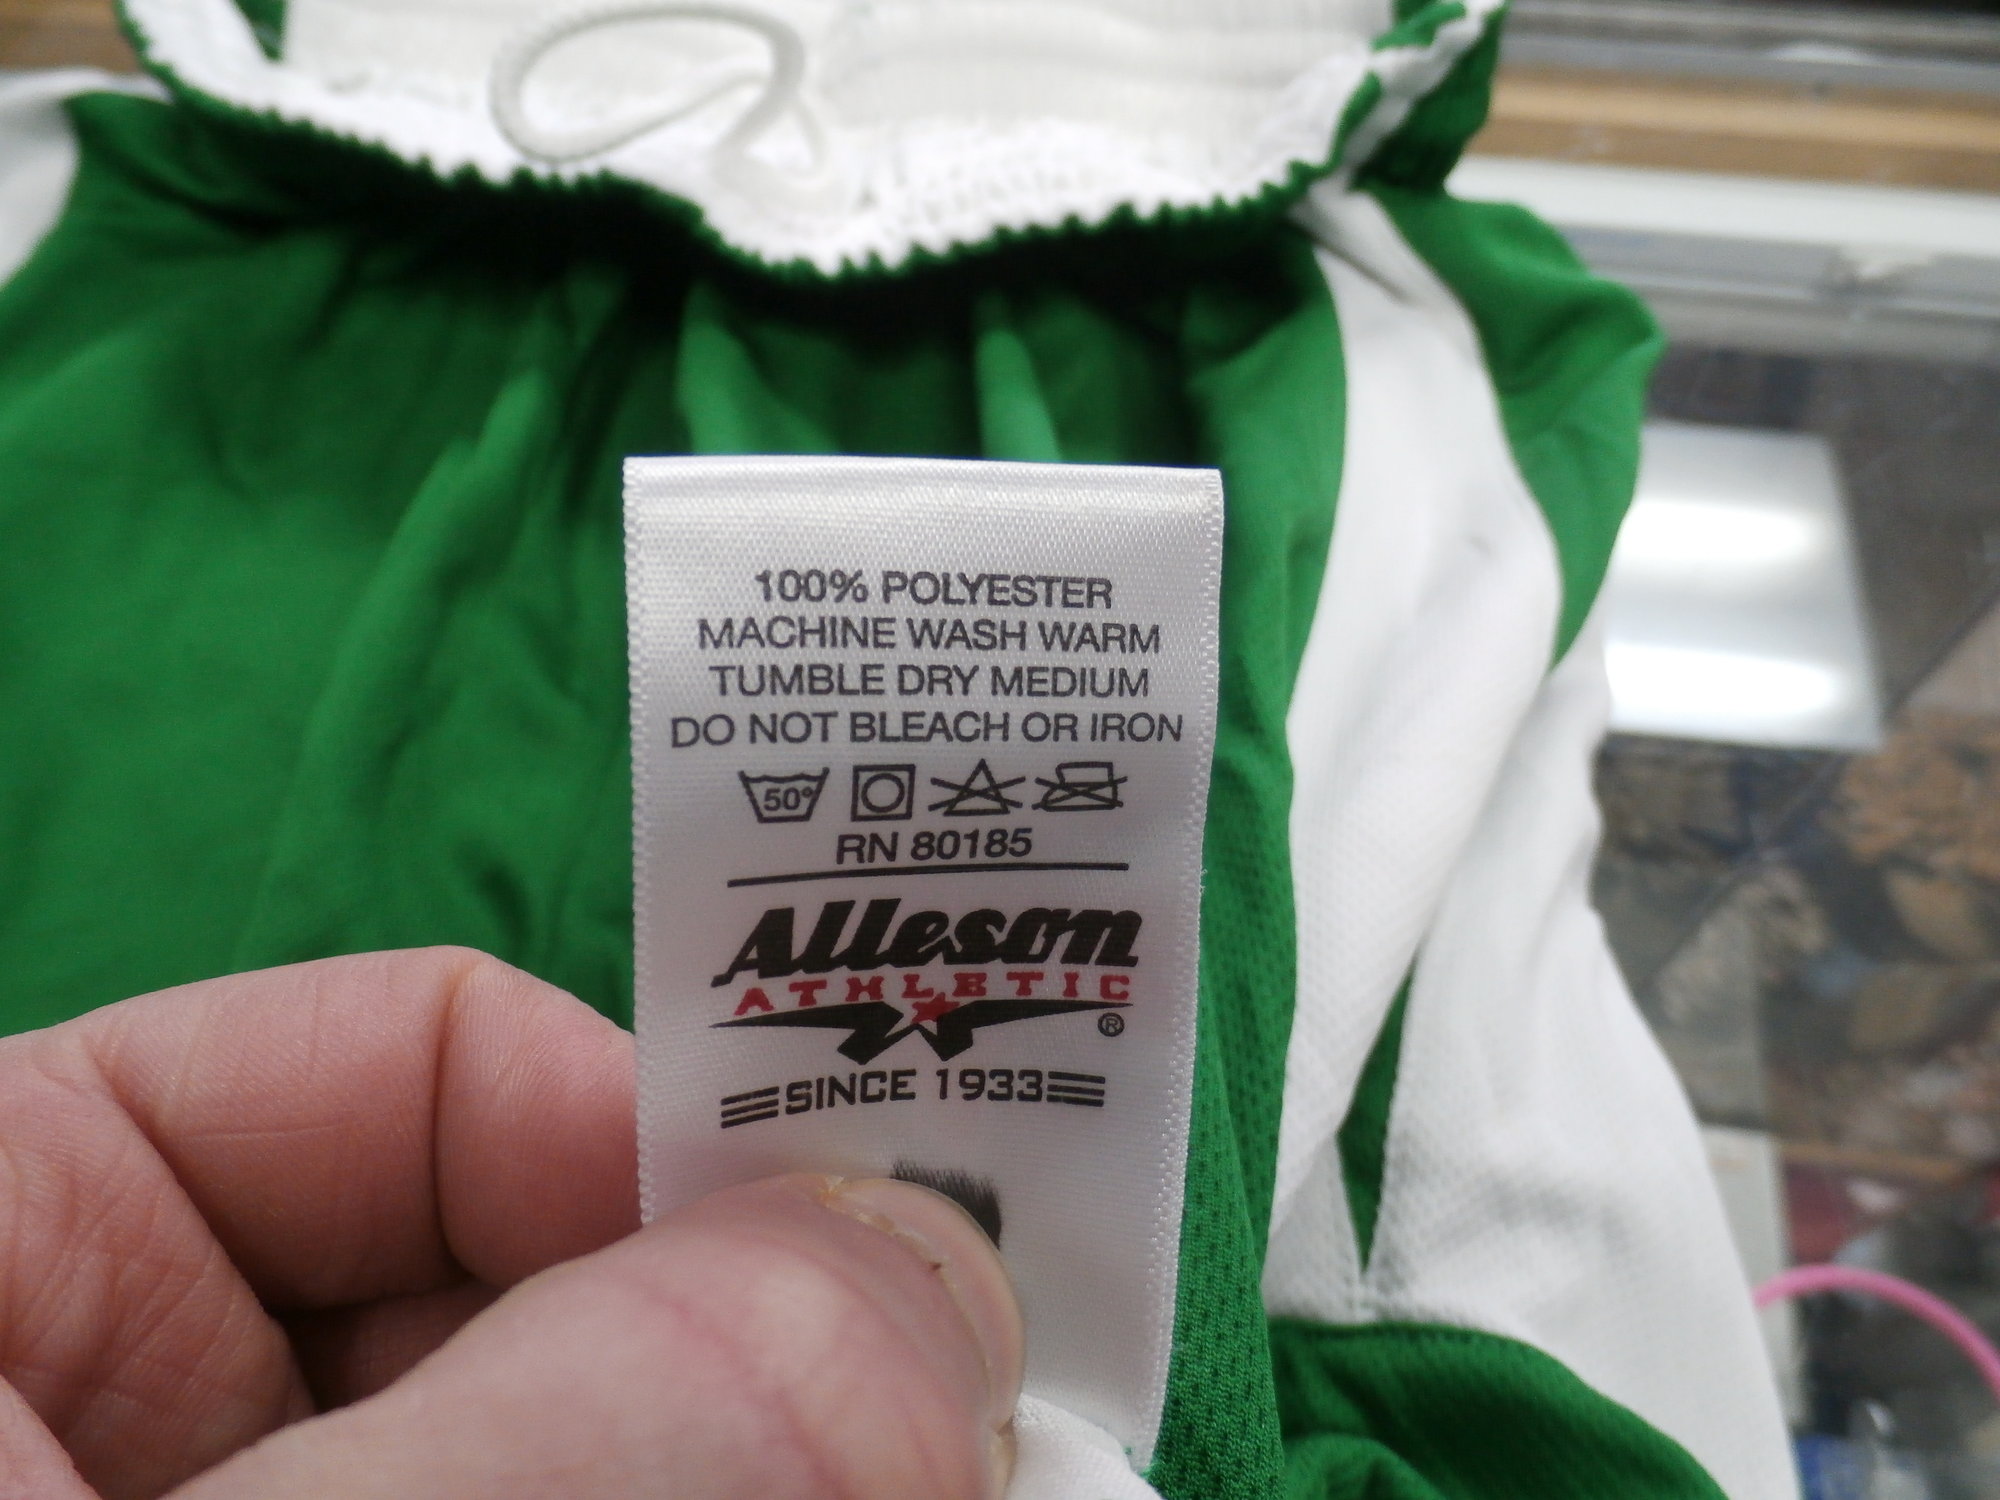 100% POLYESTER
MACHINE WASH WARM
TUMBLE DRY MEDIUM
DO NOT BLEACH OR IRON
50°
RN 80185
Alleson
ATHLETIC
®
SINCE 1933